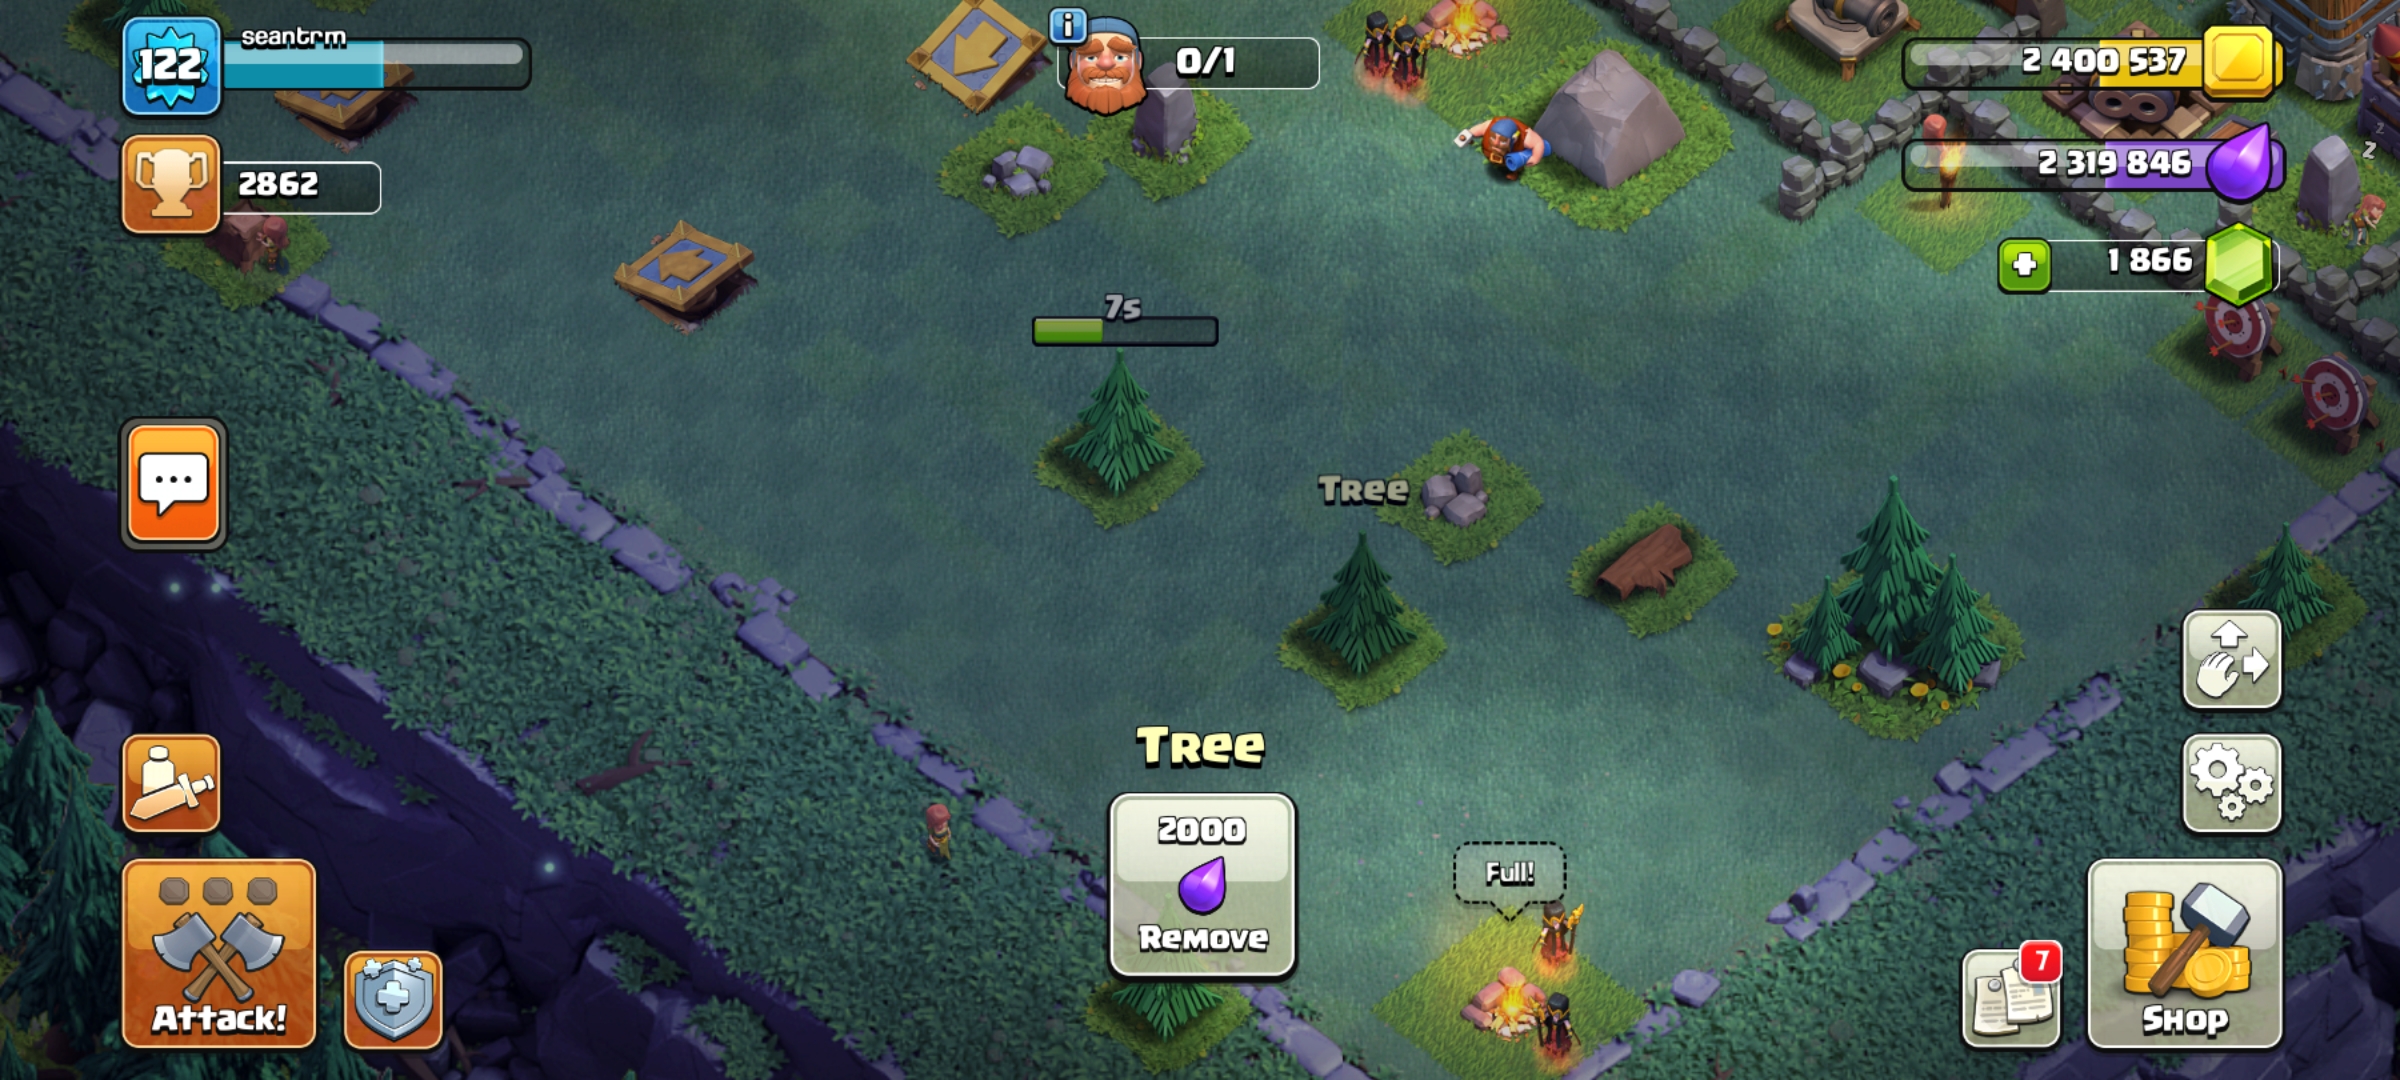 seantrm
122
0/1
2 400 537
2862
2 319 846
1 866
7s
Tree
Tree
2000
Remove
Full!
Attack!
7
Shop
z
z